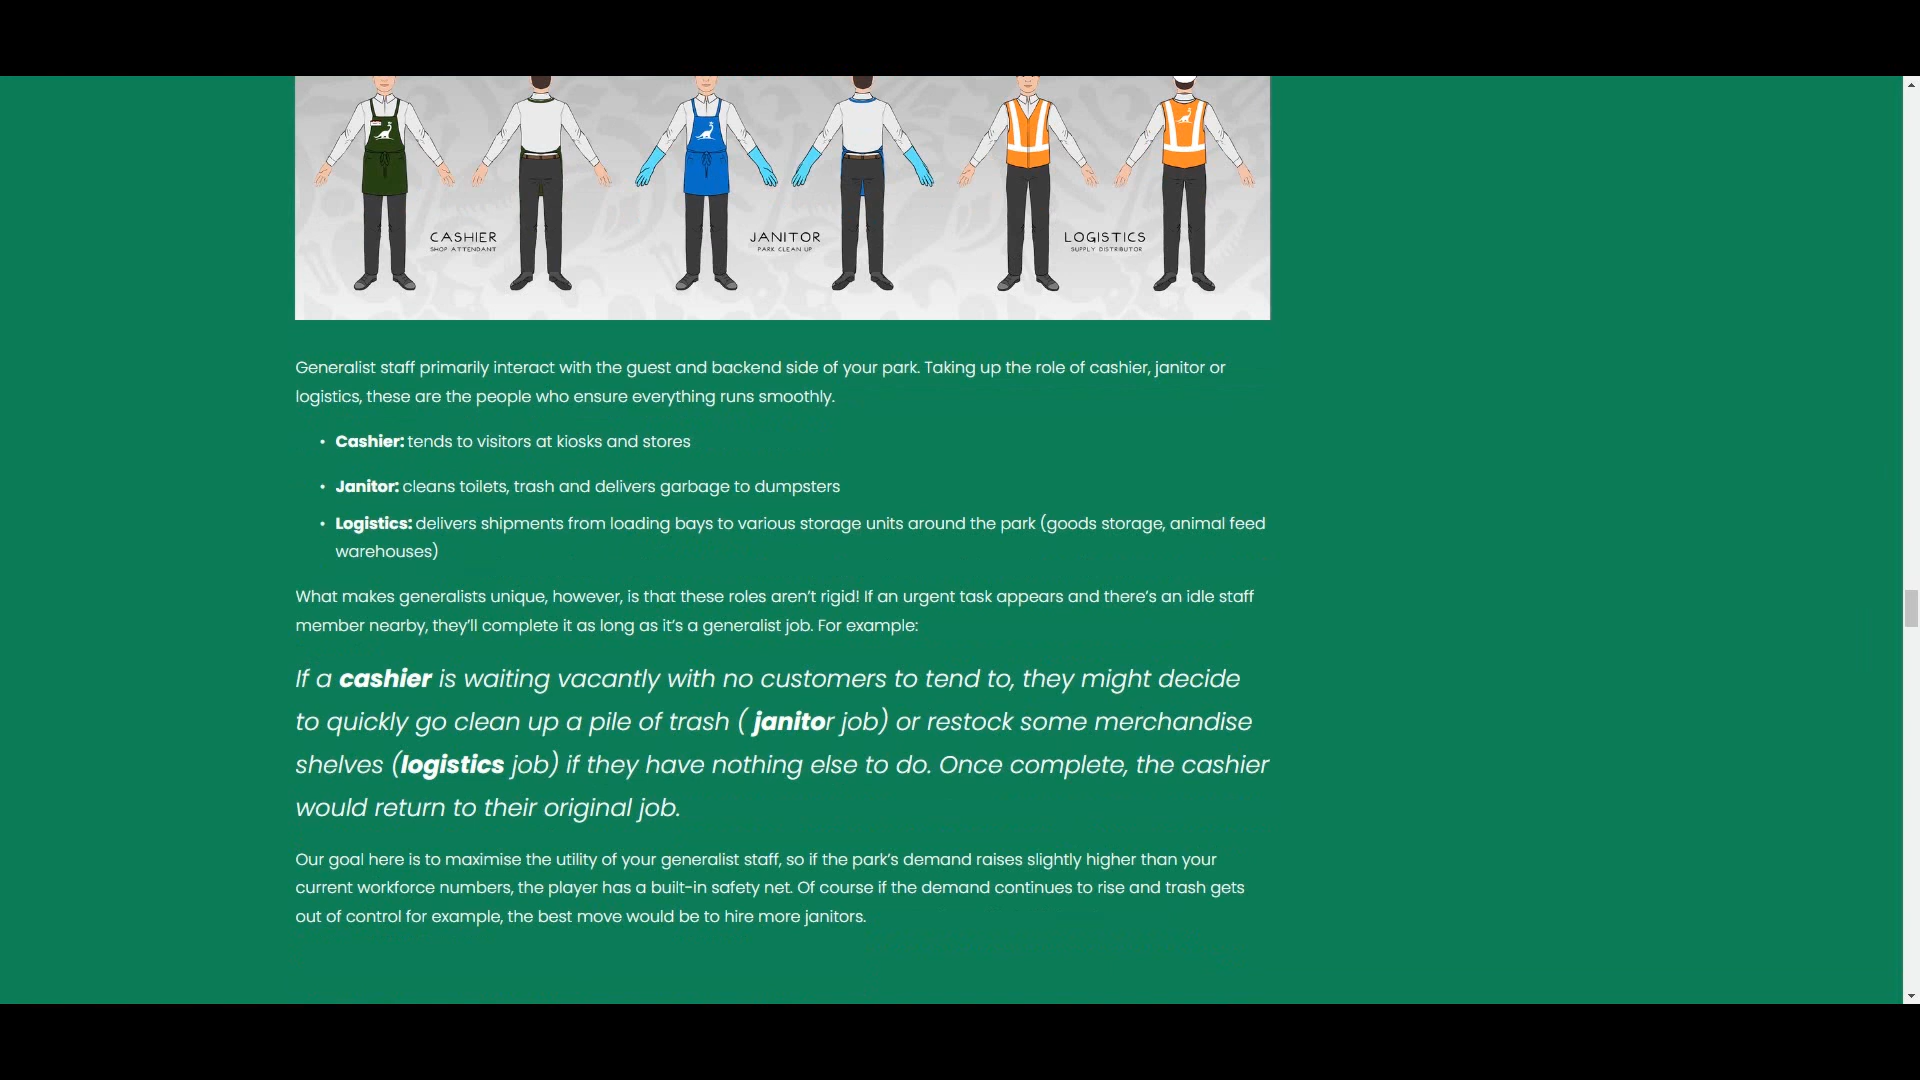 CASHIER
SHOP ATTENDANT
JANITOR
PARK CLEAN UP
LOGISTICS
SUPPLY DISTRIBUTOR
Generalist staff primarily interact with the guest and backend side of your park. Taking up the role of cashier, janitor or
logistics, these are the people who ensure everything runs smoothly.
• Cashier: tends to visitors at kiosks and stores
• Janitor: cleans toilets, trash and delivers garbage to dumpsters
• Logistics: delivers shipments from loading bays to various storage units around the park (goods storage, animal feed
warehouses)
What makes generalists unique, however, is that these roles aren’t rigid! If an urgent task appears and there’s an idle staff
member nearby, they’ll complete it as long as it’s a generalist job. For example:
If a cashier is waiting vacantly with no customers to tend to, they might decide
to quickly go clean up a pile of trash ( janitor job) or restock some merchandise
shelves (logistics job) if they have nothing else to do. Once complete, the cashier
would return to their original job.
Our goal here is to maximise the utility of your generalist staff, so if the park’s demand raises slightly higher than your
current workforce numbers, the player has a built-in safety net. Of course if the demand continues to rise and trash gets
out of control for example, the best move would be to hire more janitors.